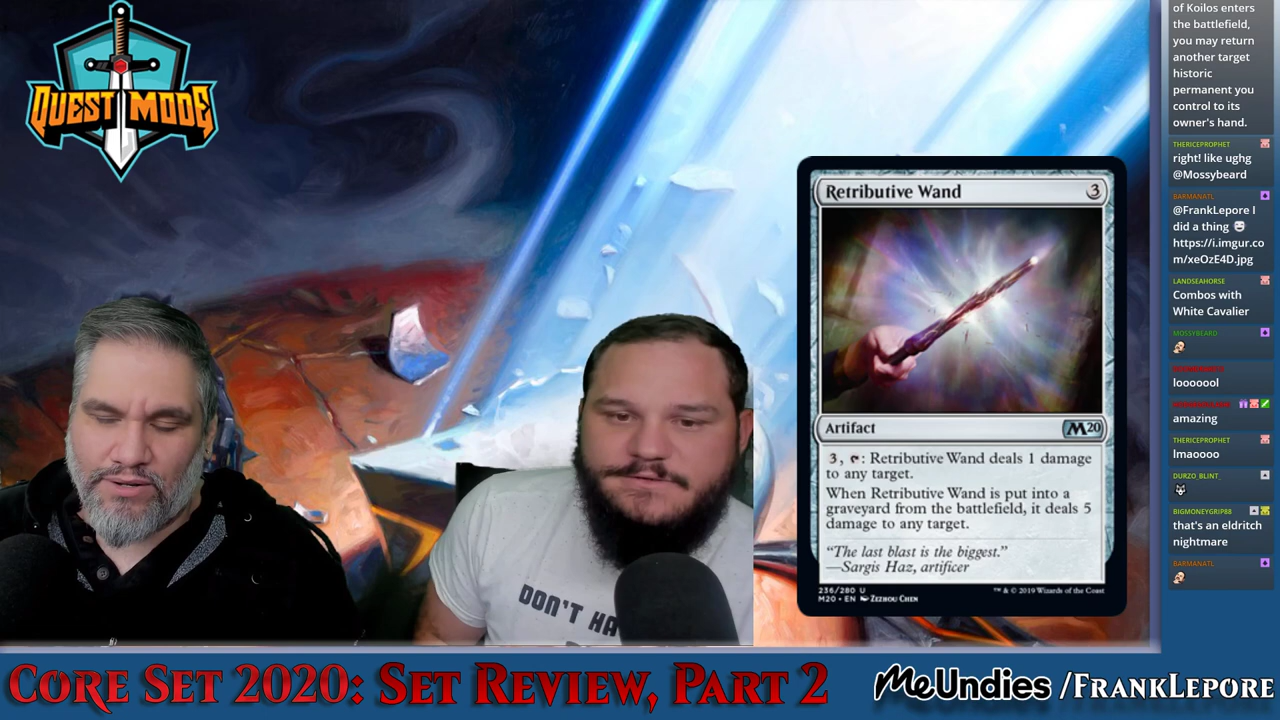 QUEST MODE
Retributive Wand 3
Artifact M20
3, T: Retributive Wand deals 1 damage
to any target.
When Retributive Wand is put into a
graveyard from the battlefield, it deals 5
damage to any target.
“The last blast is the biggest.”
—Sargis Haz, artificer
236/280 U
M20 • EN Zezhou Chen
™ & © 2019 Wizards of the Coast
DON'T HA
of Koilos enters
the battlefield,
you may return
another target
historic
permanent you
control to its
owner's hand.
THERICEPROPHET
right! like ughg
@Mossybeard
BARMANATL
@FrankLepore I
did a thing
https://i.imgur.co
m/xeOzE4D.jpg
LANDSEAHORSE
Combos with
White Cavalier
MOSSYBEARD
looooool
amazing
THERICEPROPHET
lmaoooo
DURZO_BLINT_
BIGMONEYGRIP88
that's an eldritch
nightmare
BARMANATL
Core Set 2020: Set Review, Part 2
MeUndies /FrankLepore